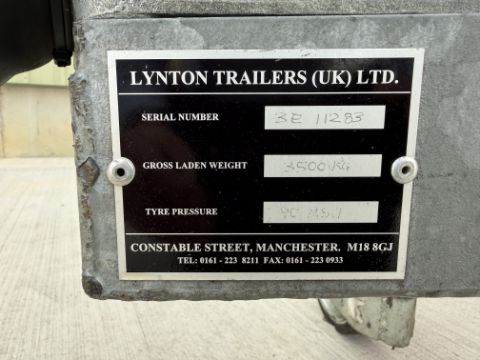 LYNTON TRAILERS (UK) LTD.
SERIAL NUMBER 3E 11283
GROSS LADEN WEIGHT 3500KG
TYRE PRESSURE
CONSTABLE STREET, MANCHESTER. M18 8GJ
TEL: 0161 - 223 8211 FAX: 0161 - 223 0933